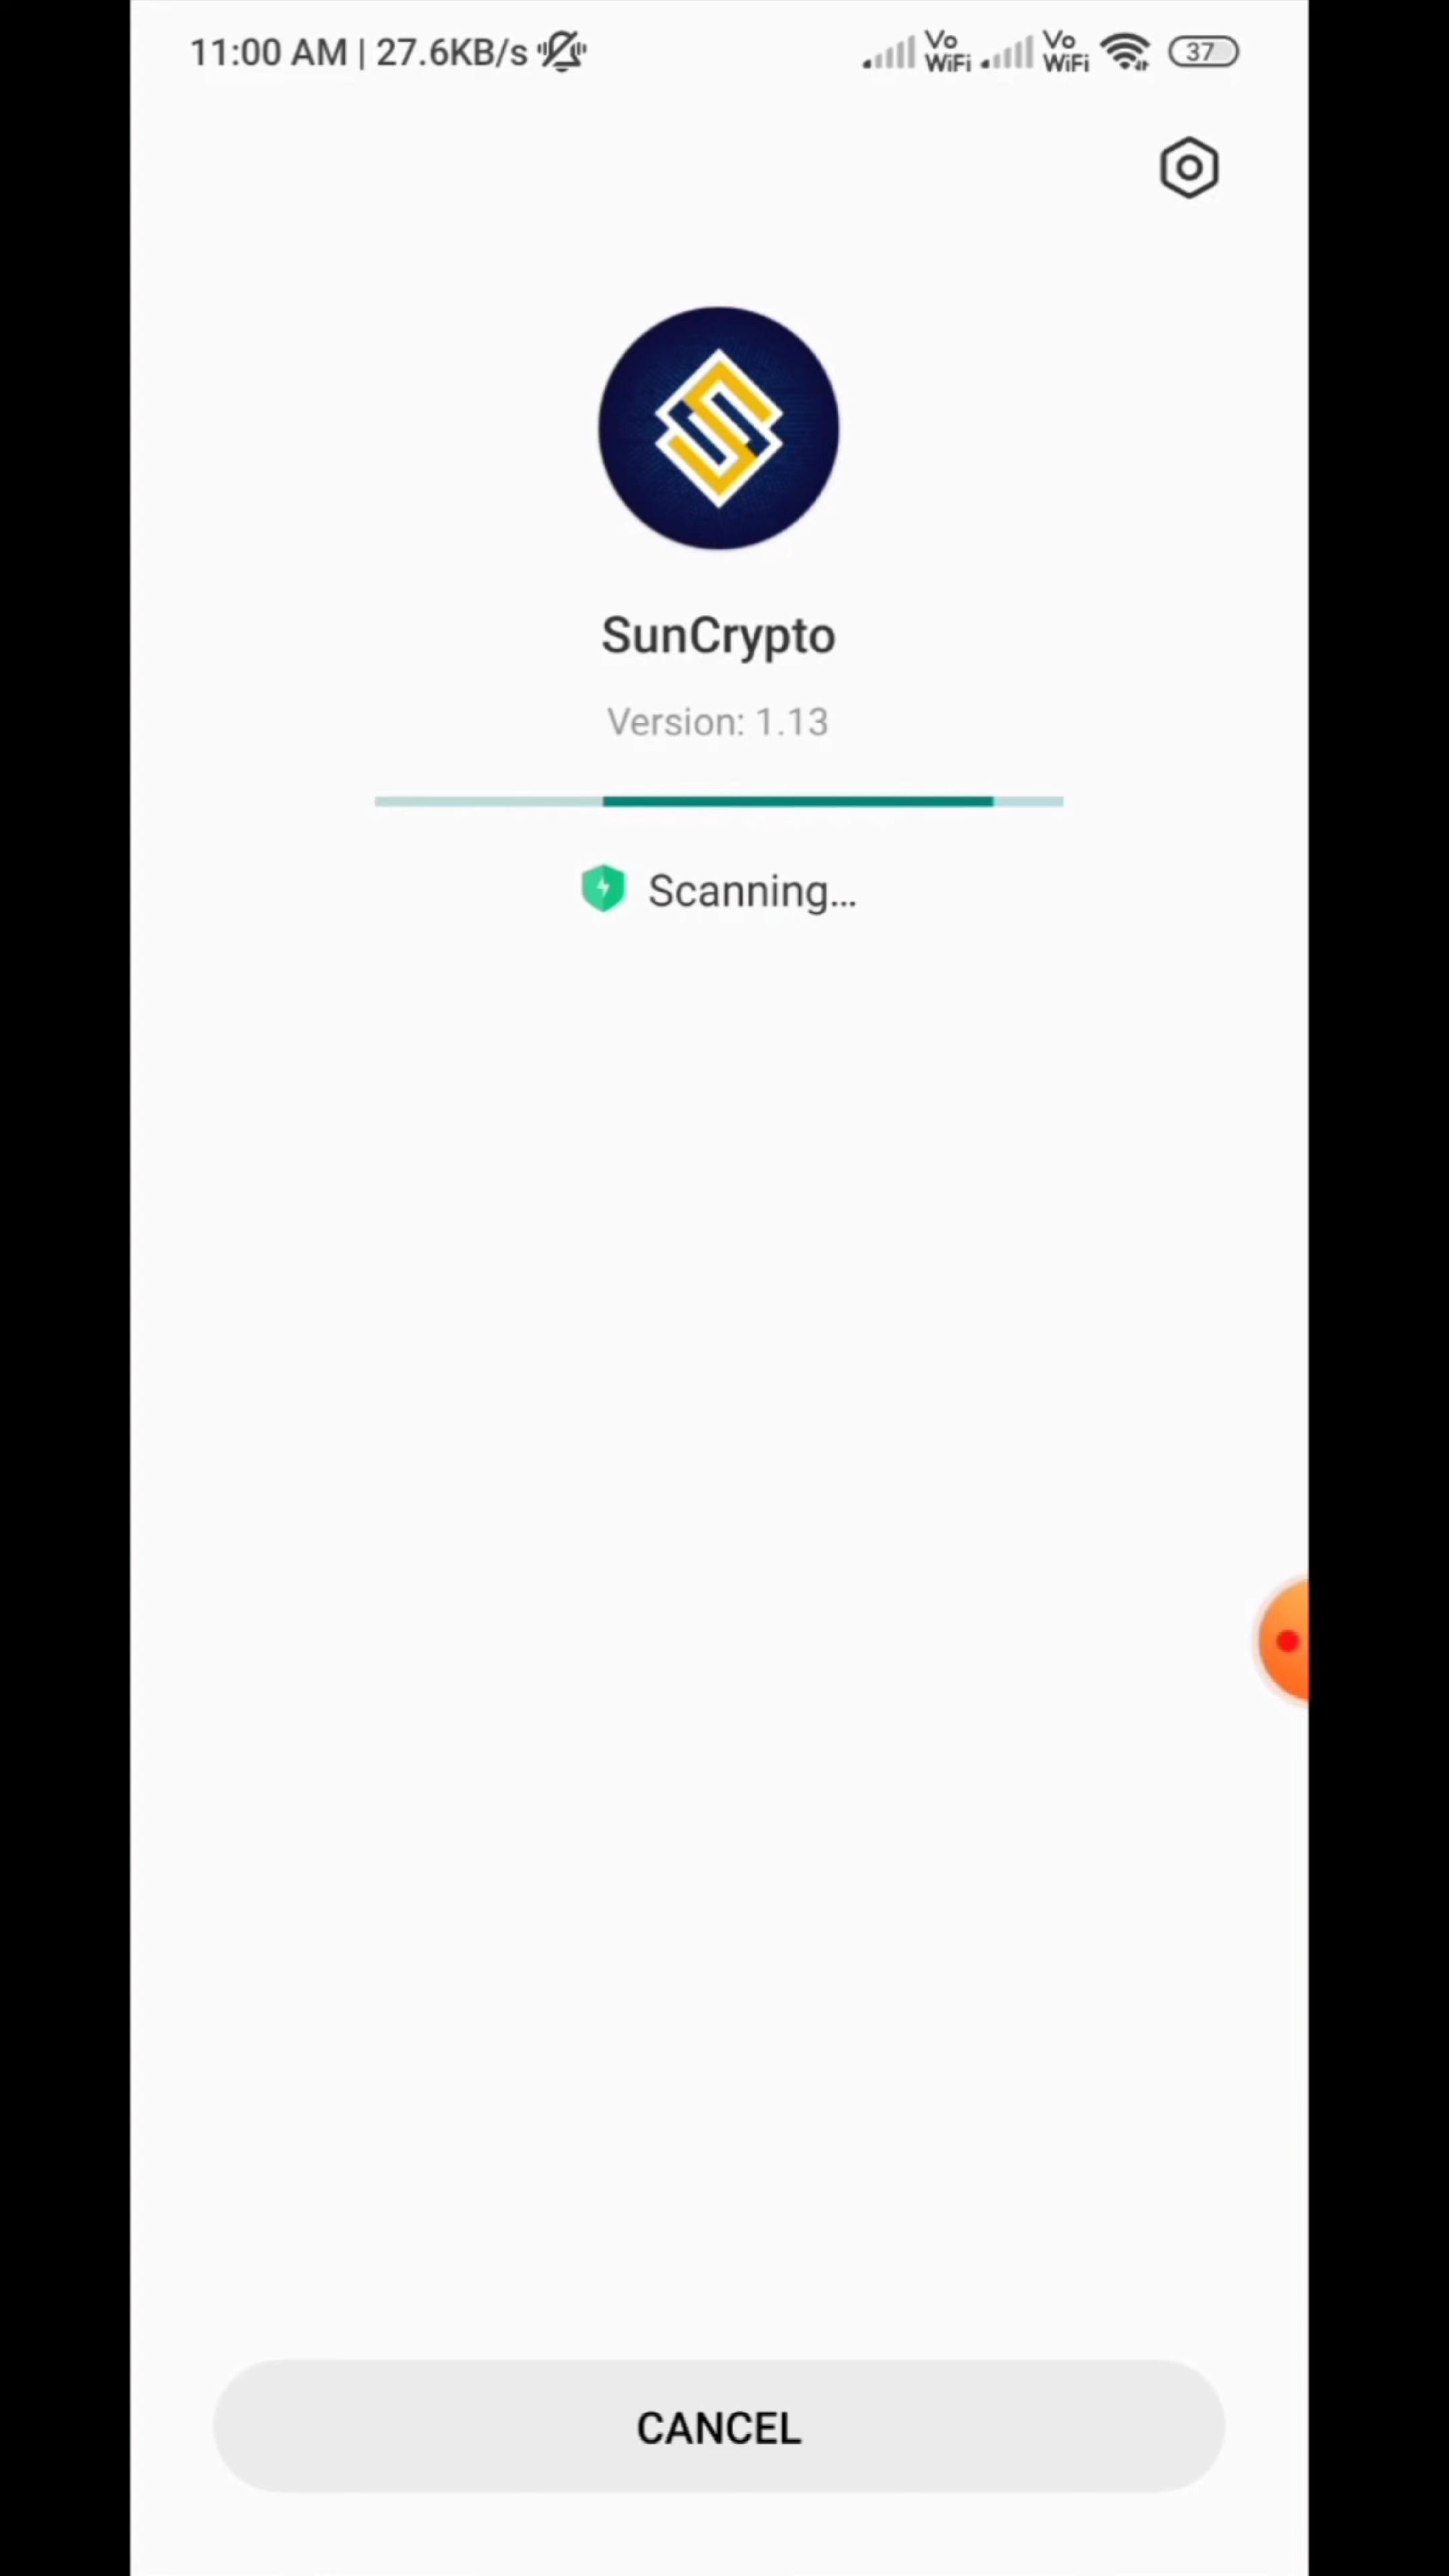 11:00 AM | 27.6KB/s Vo WiFi Vo WiFi 37
SunCrypto
Version: 1.13
Scanning...
CANCEL